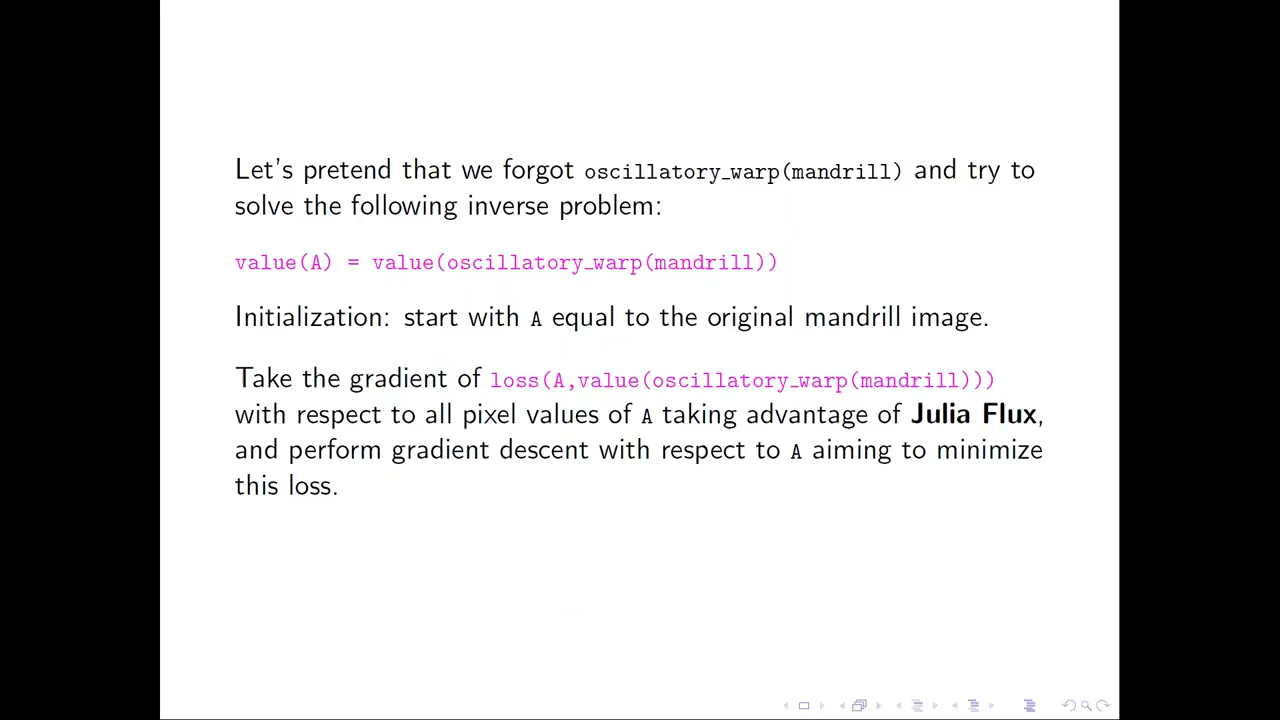 Let's pretend that we forgot oscillatory_warp(mandrill) and try to
solve the following inverse problem:
value(A) = value(oscillatory_warp(mandrill))
Initialization: start with A equal to the original mandrill image.
Take the gradient of loss(A,value(oscillatory_warp(mandrill)))
with respect to all pixel values of A taking advantage of Julia Flux,
and perform gradient descent with respect to A aiming to minimize
this loss.